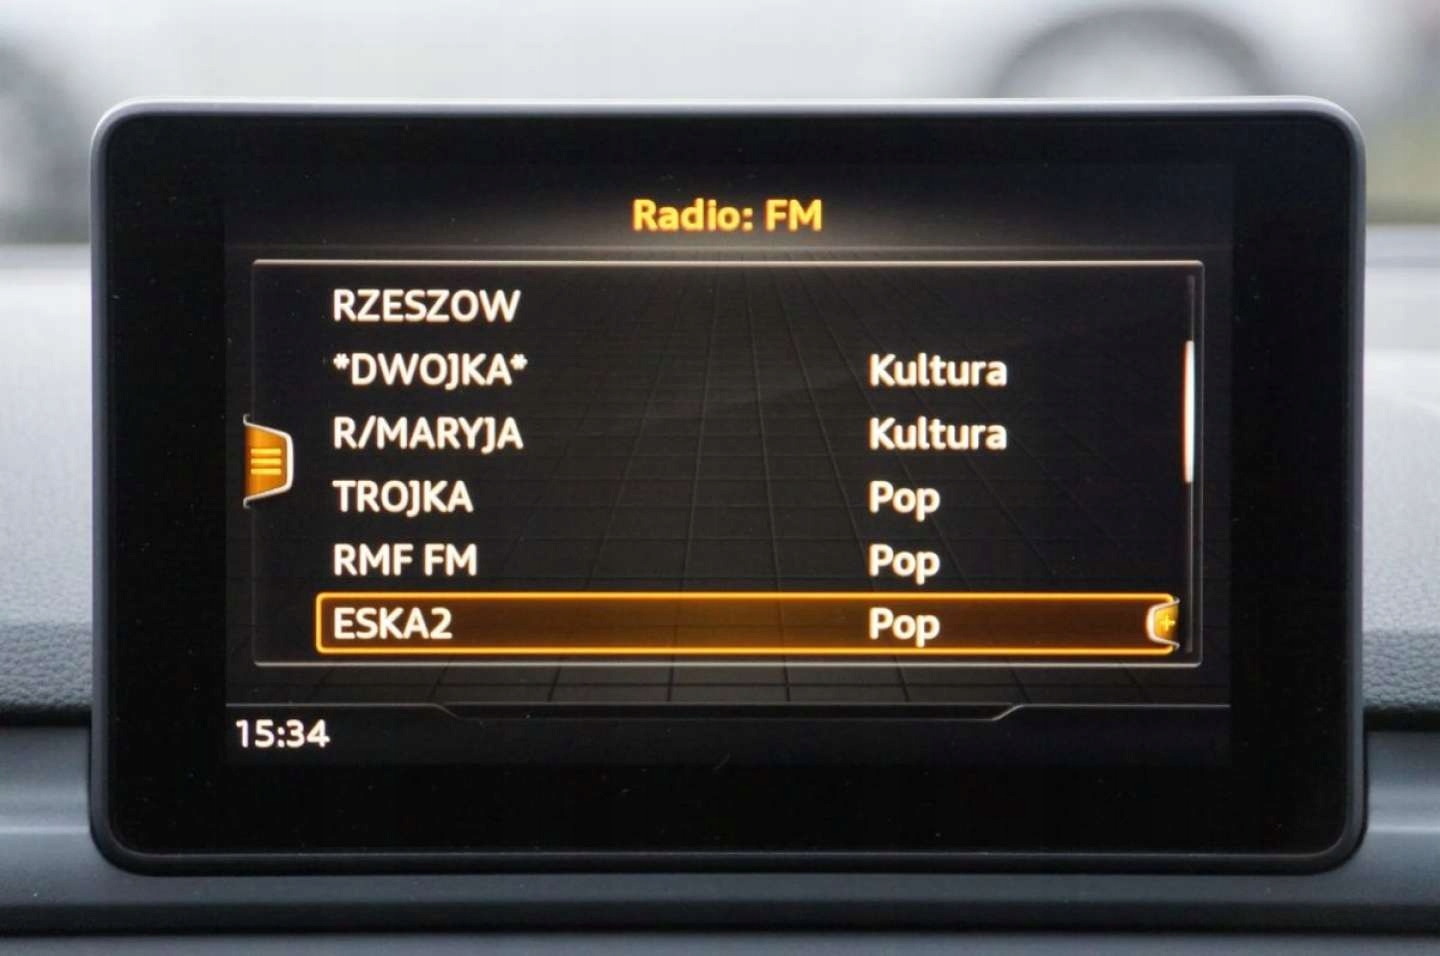 Radio: FM
RZESZOW
*DWOJKA* Kultura
R/MARYJA Kultura
TROJKA Pop
RMF FM Pop
ESKA2 Pop
15:34